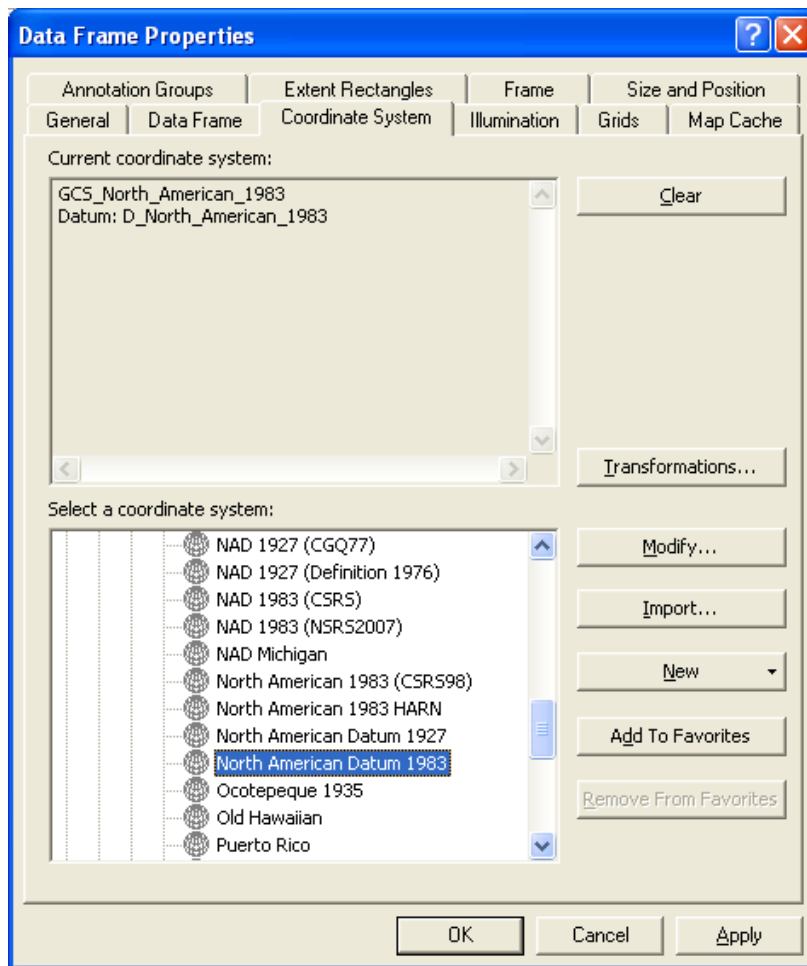 Data Frame Properties
?
Annotation Groups Extent Rectangles Frame Size and Position
General Data Frame Coordinate System Illumination Grids Map Cache
Current coordinate system:
GCS_North_American_1983
Datum: D_North_American_1983
Clear
Transformations...
Select a coordinate system:
NAD 1927 (CGQ77)
NAD 1927 (Definition 1976)
NAD 1983 (CSRS)
NAD 1983 (NSRS2007)
NAD Michigan
North American 1983 (CSRS98)
North American 1983 HARN
North American Datum 1927
North American Datum 1983
Ocotepeque 1935
Old Hawaiian
Puerto Rico
Modify...
Import...
New
Add To Favorites
Remove From Favorites
OK Cancel Apply